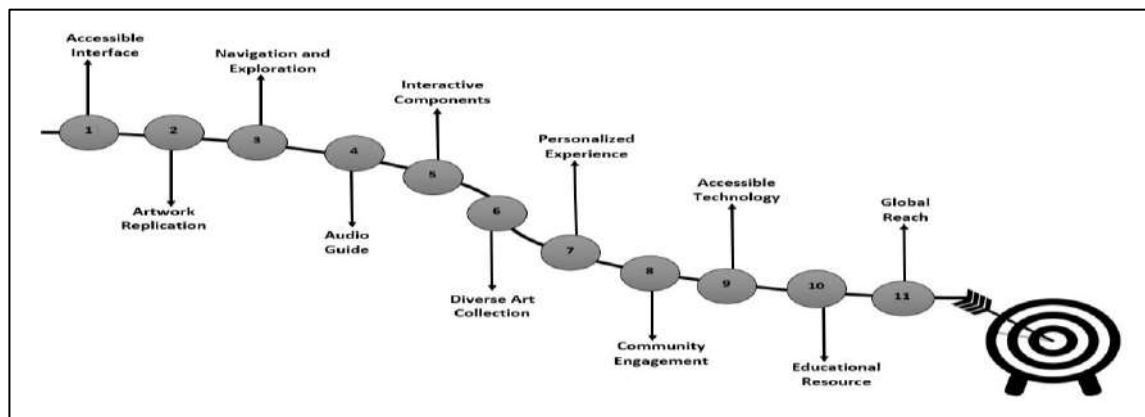 Accessible
Interface
Navigation and
Exploration
Interactive
Components
Personalized
Experience
Accessible
Technology
Global
Reach
1
2
3
4
5
6
7
8
9
10
11
Artwork
Replication
Audio
Guide
Diverse Art
Collection
Community
Engagement
Educational
Resource